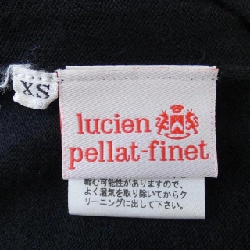 XS
lucien
pellat-finet
縮む可能性がありますので、
よく湿気を取り除いてからク
リーニングに出して下さい。